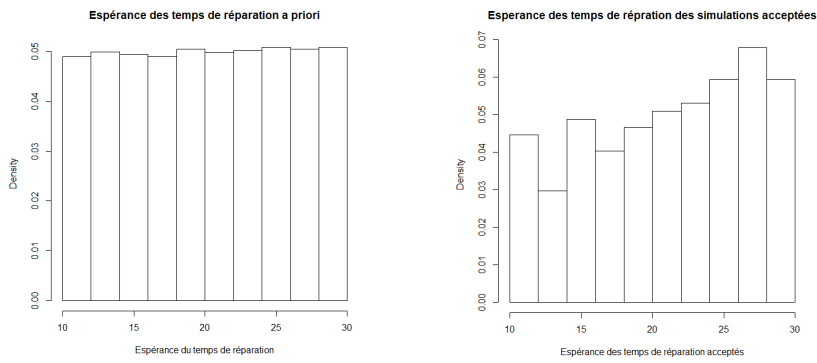 Espérance des temps de réparation a priori
Density
0.00 0.01 0.02 0.03 0.04 0.05
10 15 20 25 30
Espérance du temps de réparation
Esperance des temps de répration des simulations acceptées
Density
0.00 0.01 0.02 0.03 0.04 0.05 0.06 0.07
10 15 20 25 30
Espérance des temps de réparation acceptés